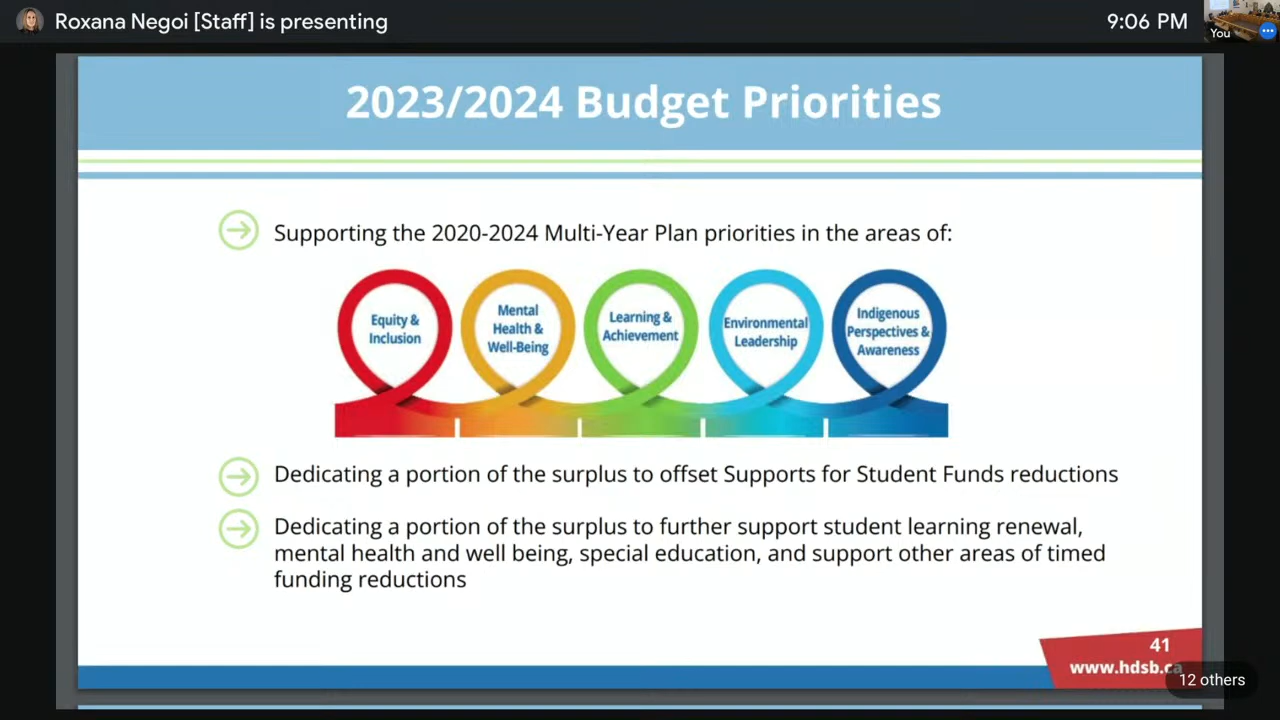 Roxana Negoi [Staff] is presenting
9:06 PM
You
2023/2024 Budget Priorities
Supporting the 2020-2024 Multi-Year Plan priorities in the areas of:
Equity &
Inclusion
Mental
Health &
Well-Being
Learning &
Achievement
Environmental
Leadership
Indigenous
Perspectives &
Awareness
Dedicating a portion of the surplus to offset Supports for Student Funds reductions
Dedicating a portion of the surplus to further support student learning renewal,
mental health and well being, special education, and support other areas of timed
funding reductions
41
www.hdsb.ca
12 others